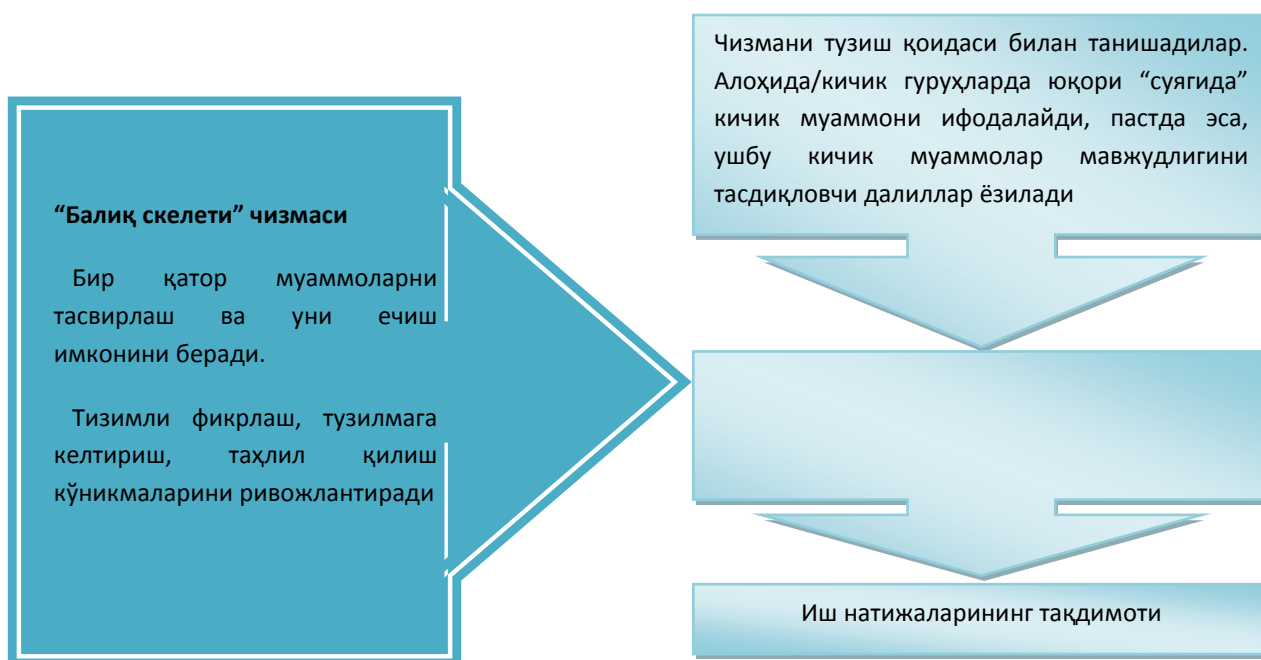 “Балиқ скелети” чизмаси
Бир қатор муаммоларни
тасвирлаш ва уни ечиш
имконини беради.
Тизимли фикрлаш, тузилмага
келтириш, таҳлил қилиш
кўникмаларини ривожлантиради
Чизмани тузиш қоидаси билан танишадилар.
Алоҳида/кичик гуруҳларда юқори “суягида”
кичик муаммони ифодалайди, пастда эса,
ушбу кичик муаммолар мавжудлигини
тасдиқловчи далиллар ёзилади
Иш натижаларининг тақдимоти